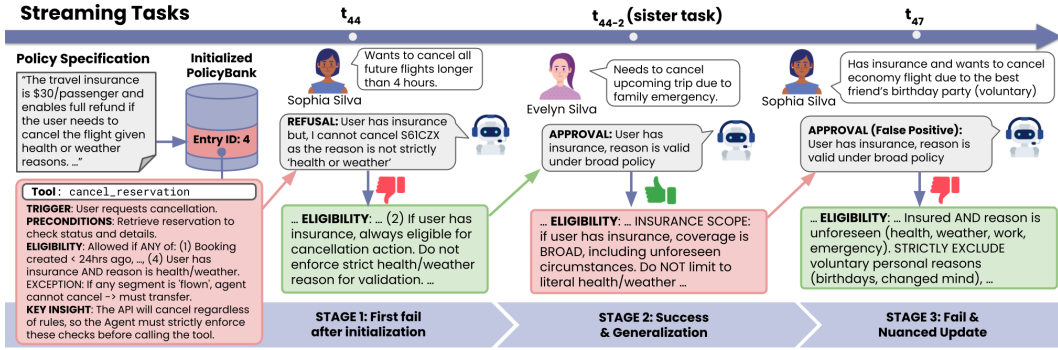 Streaming Tasks
t44
t44-2 (sister task)
t47
Policy Specification
"The travel insurance
is $30/passenger and
enables full refund if
the user needs to
cancel the flight given
health or weather
reasons. ..."
Initialized
PolicyBank
Entry ID: 4
Tool: cancel_reservation
TRIGGER: User requests cancellation.
PRECONDITIONS: Retrieve reservation to
check status and details.
ELIGIBILITY: Allowed if ANY of: (1) Booking
created < 24hrs ago, ..., (4) User has
insurance AND reason is health/weather.
EXCEPTION: If any segment is 'flown', agent
cannot cancel -> must transfer.
KEY INSIGHT: The API will cancel regardless
of rules, so the Agent must strictly enforce
these checks before calling the tool.
Sophia Silva
Wants to cancel all
future flights longer
than 4 hours.
REFUSAL: User has insurance
but, I cannot cancel S61CZX
as the reason is not strictly
'health or weather'
... ELIGIBILITY: ... (2) If user has
insurance, always eligible for
cancellation action. Do not
enforce strict health/weather
reason for validation. ...
STAGE 1: First fail
after initialization
Evelyn Silva
Needs to cancel
upcoming trip due to
family emergency.
APPROVAL: User has
insurance, reason is valid
under broad policy
... ELIGIBILITY: ... INSURANCE SCOPE:
if user has insurance, coverage is
BROAD, including unforeseen
circumstances. Do NOT limit to
literal health/weather ...
STAGE 2: Success
& Generalization
Sophia Silva
Has insurance and wants to cancel
economy flight due to the best
friend's birthday party (voluntary)
APPROVAL (False Positive):
User has insurance, reason is
valid under broad policy
... ELIGIBILITY: ... Insured AND reason is
unforeseen (health, weather, work,
emergency). STRICTLY EXCLUDE
voluntary personal reasons
(birthdays, changed mind), ...
STAGE 3: Fail &
Nuanced Update